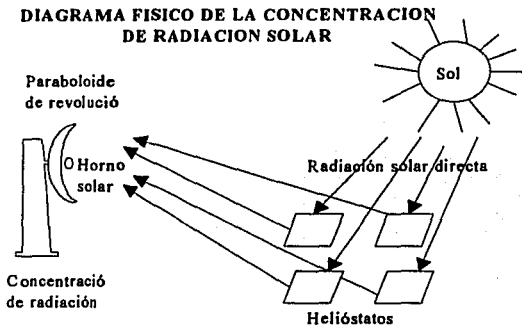 DIAGRAMA FISICO DE LA CONCENTRACION
DE RADIACION SOLAR
Sol
Paraboloide
de revolució
Horno
solar
Radiación solar directa
Concentració
de radiación
Helióstatos